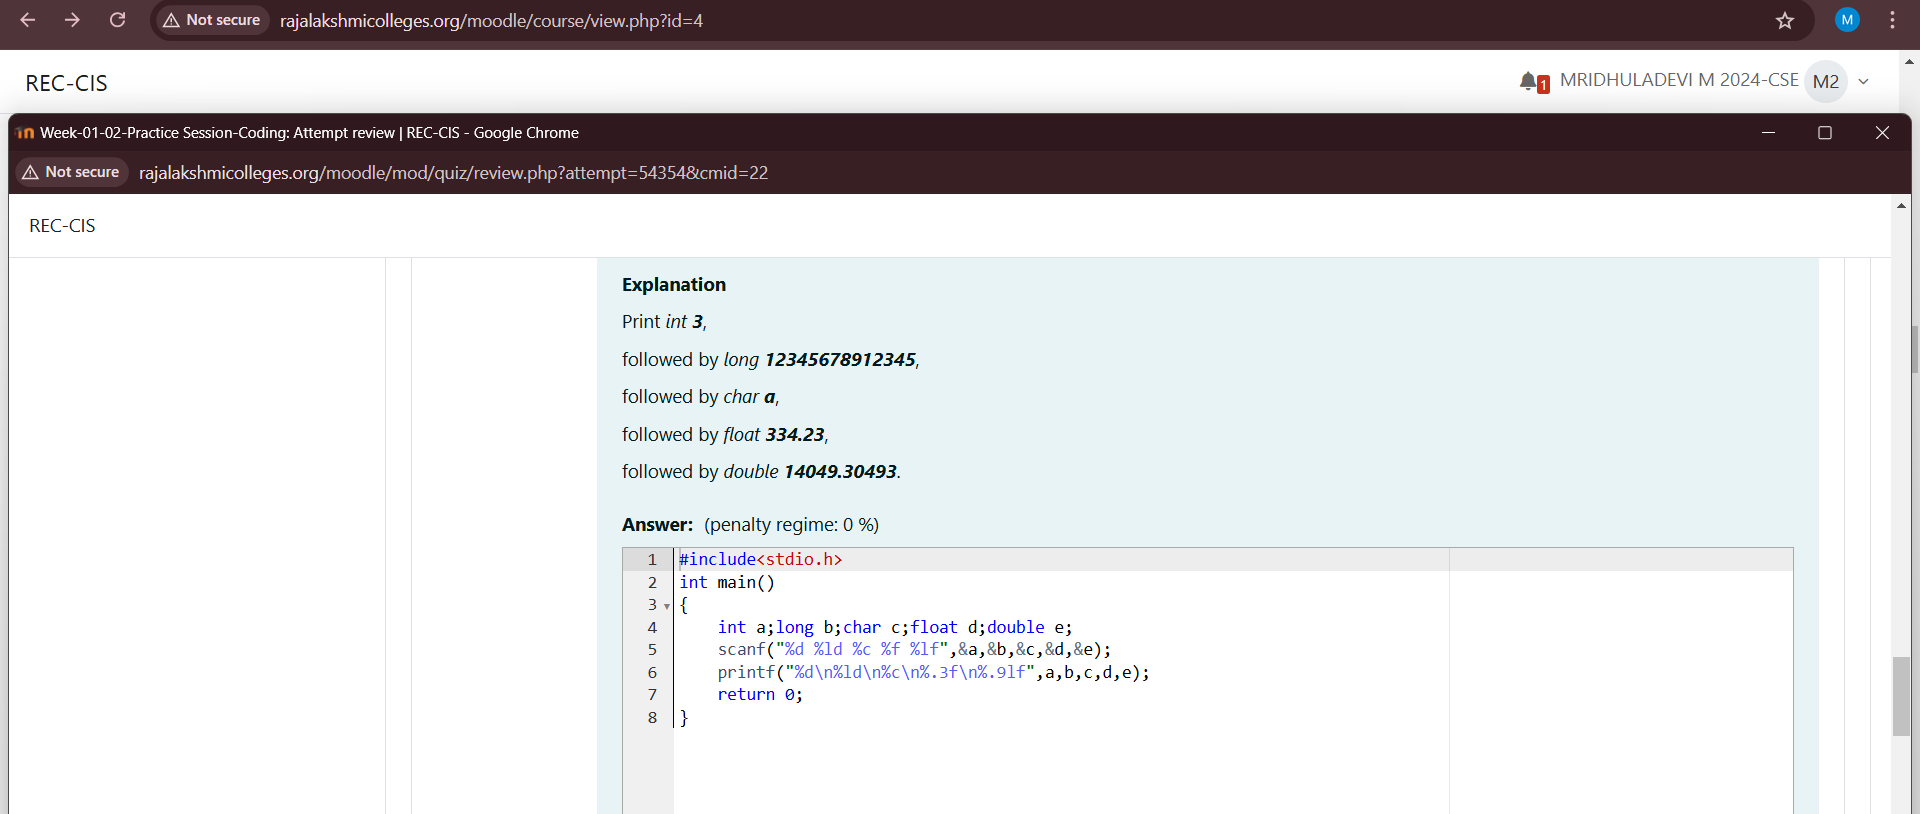 Not secure rajalakshmicolleges.org/moodle/course/view.php?id=4 M
REC-CIS 1 MRIDHULADEVI M 2024-CSE M2
Week-01-02-Practice Session-Coding: Attempt review | REC-CIS - Google Chrome
Not secure rajalakshmicolleges.org/moodle/mod/quiz/review.php?attempt=54354&cmid=22
REC-CIS
Explanation
Print int 3,
followed by long 12345678912345,
followed by char a,
followed by float 334.23,
followed by double 14049.30493.
Answer: (penalty regime: 0 %)
1 #include<stdio.h>
2 int main()
3 {
4 int a;long b;char c;float d;double e;
5 scanf("%d %ld %c %f %lf",&a,&b,&c,&d,&e);
6 printf("%d\n%ld\n%c\n%.3f\n%.9lf",a,b,c,d,e);
7 return 0;
8 }